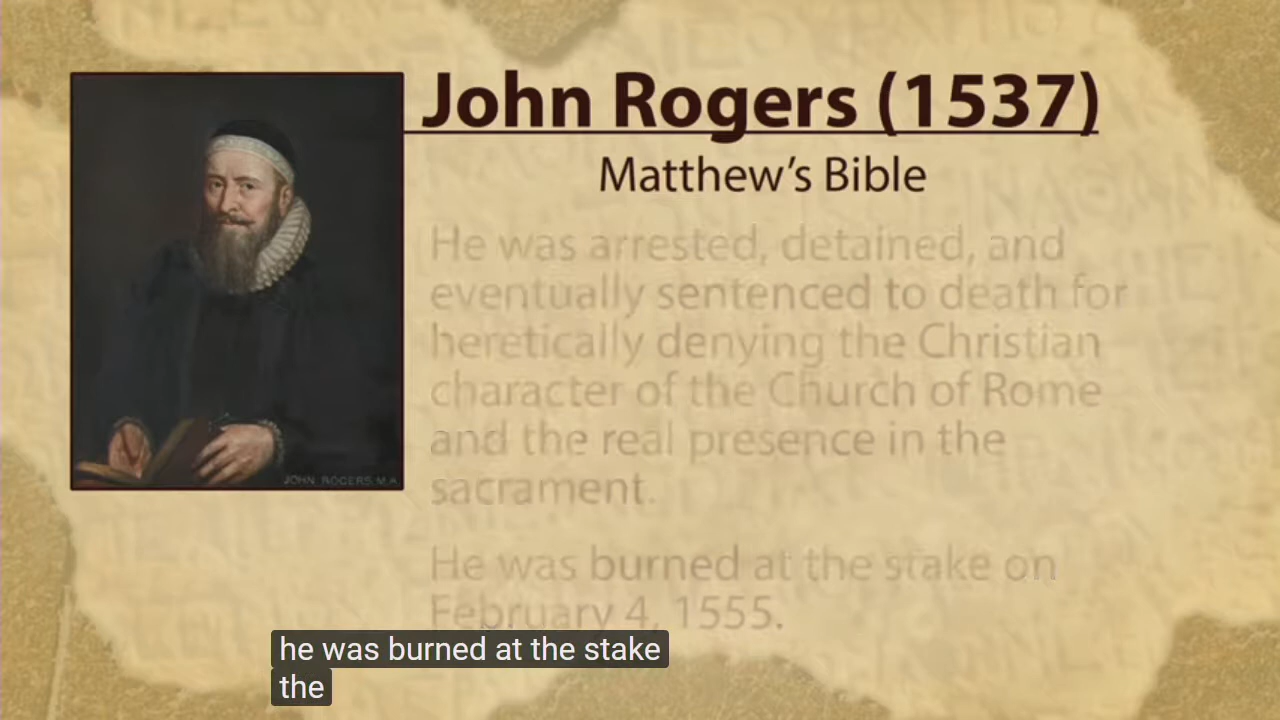 John Rogers (1537)
Matthew’s Bible
He was arrested, detained, and
eventually sentenced to death for
heretically denying the Christian
character of the Church of Rome
and the real presence in the
sacrament.
He was burned at the stake on
February 4, 1555.
JOHN ROGERS M.A.
he was burned at the stake
the